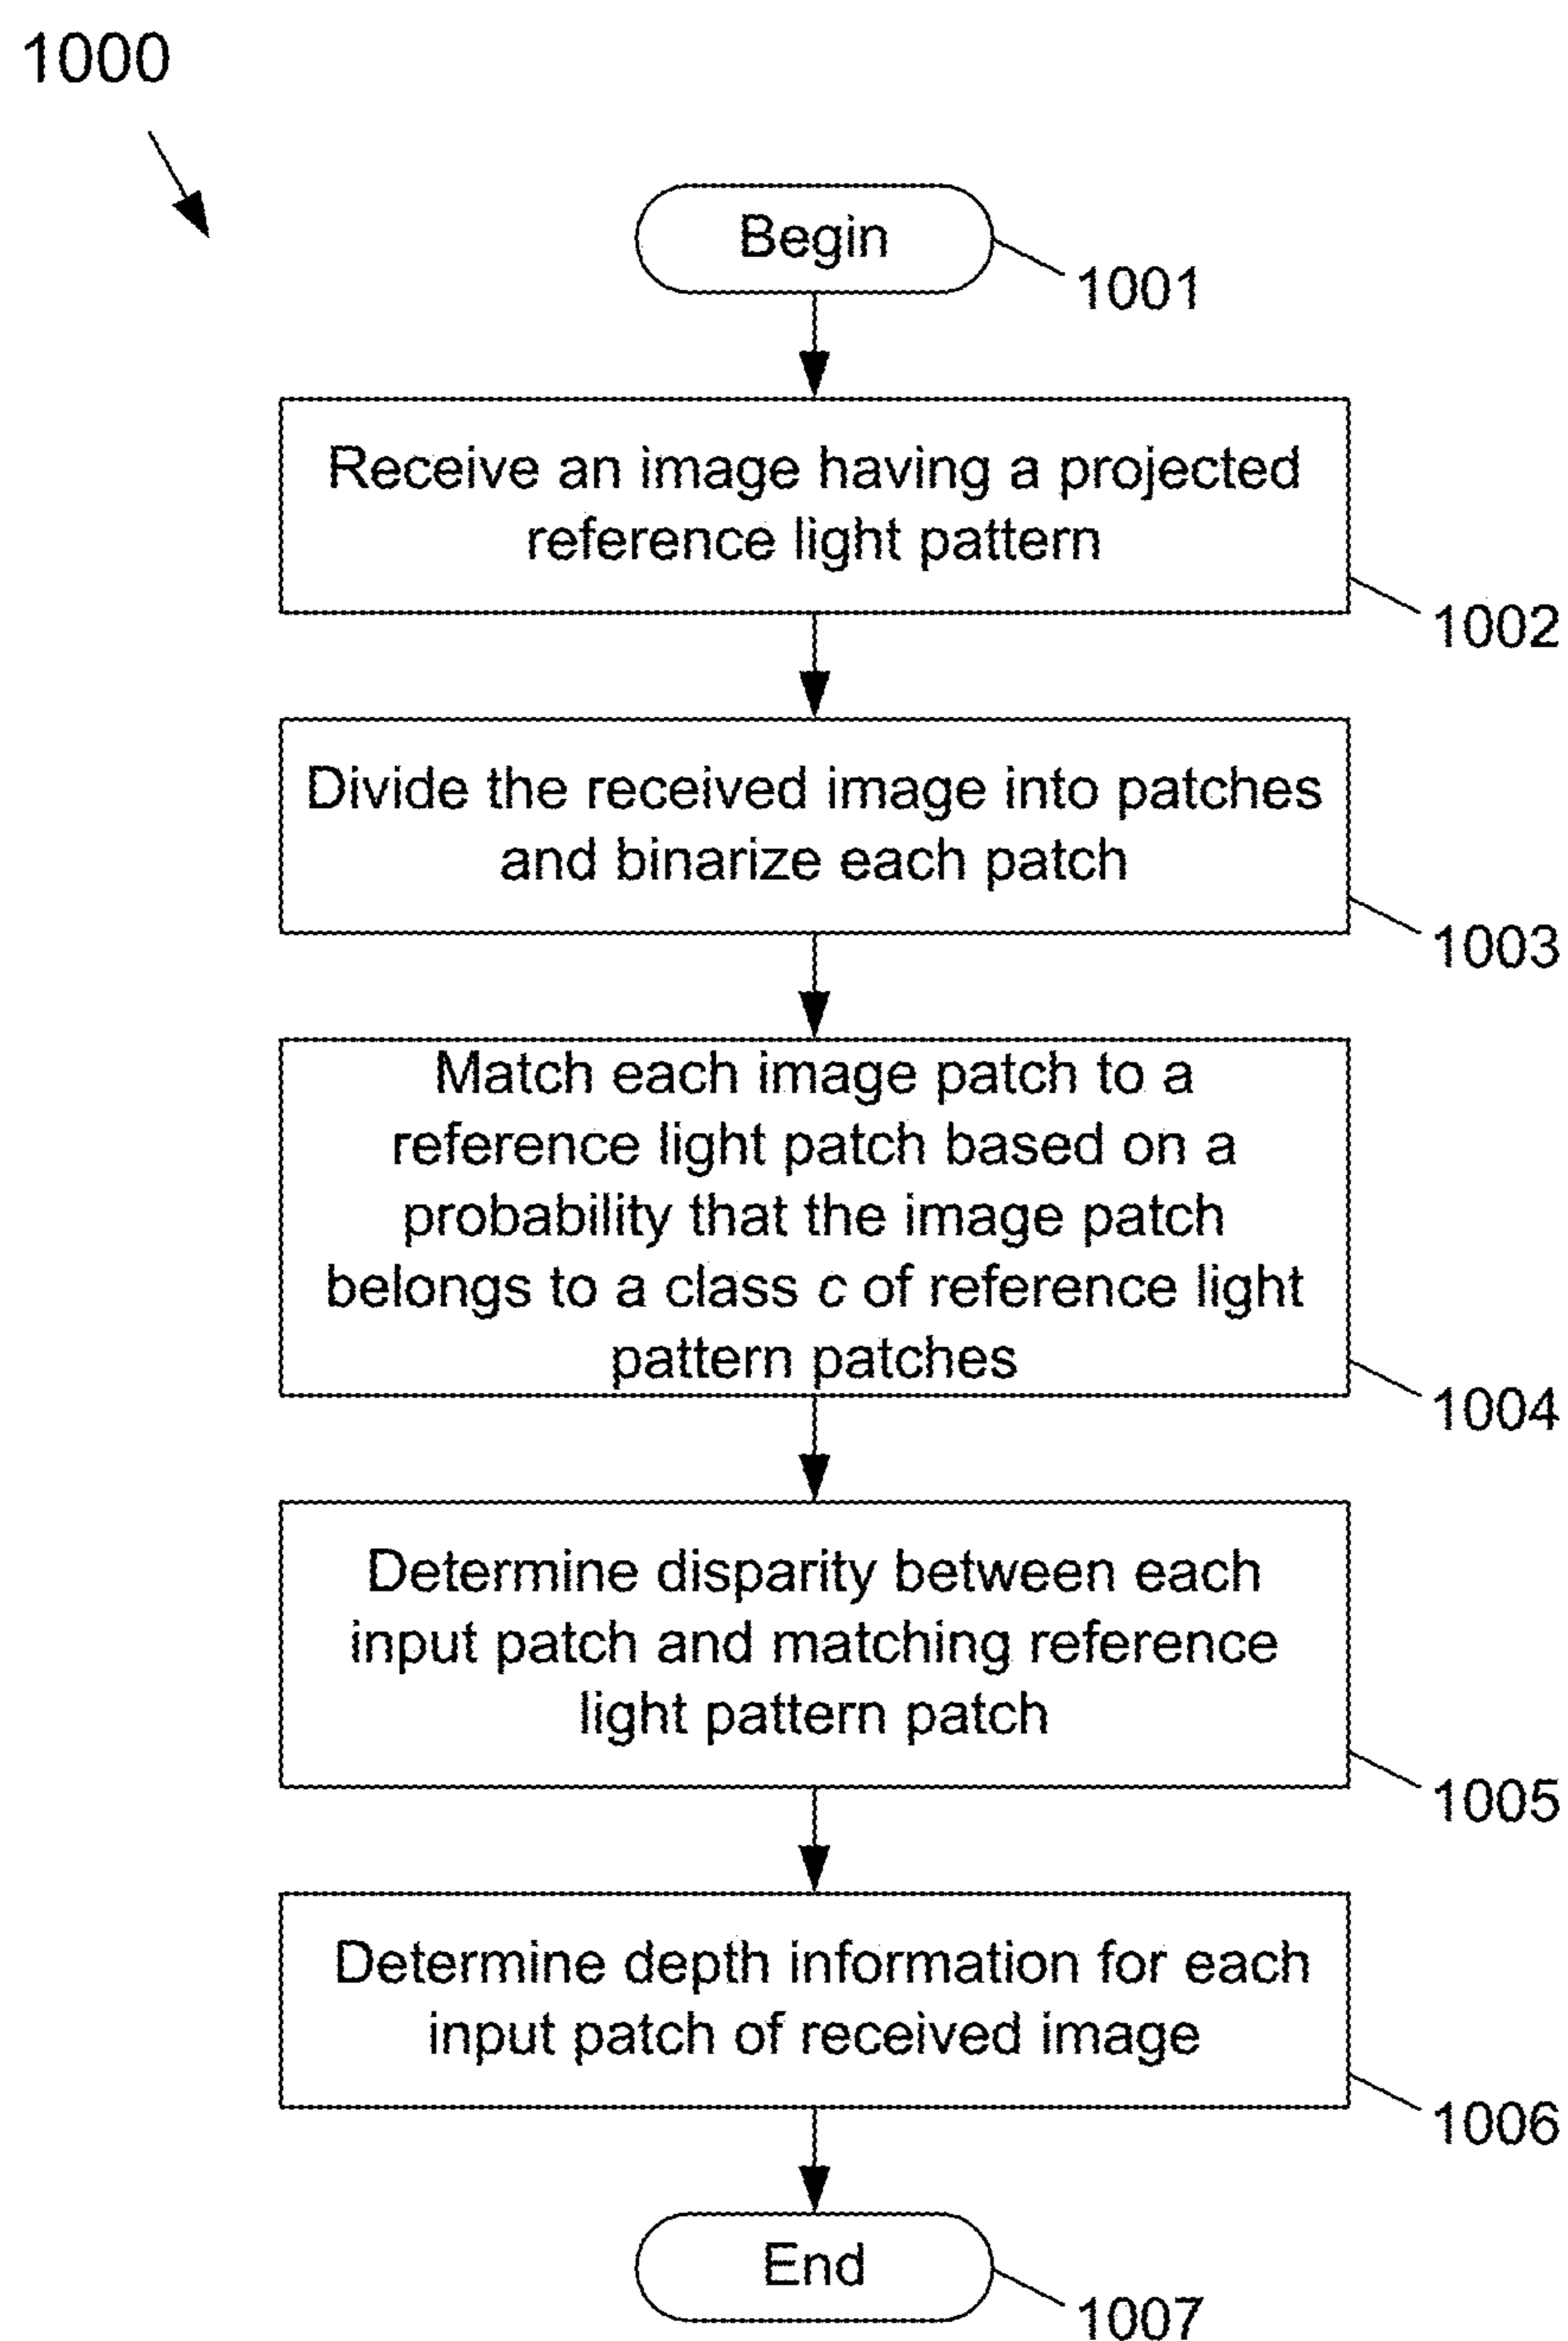 1000
Begin
1001
Receive an image having a projected
reference light pattern
1002
Divide the received image into patches
and binarize each patch
1003
Match each image patch to a
reference light patch based on a
probability that the image patch
belongs to a class c of reference light
pattern patches
1004
Determine disparity between each
input patch and matching reference
light pattern patch
1005
Determine depth information for each
input patch of received image
1006
End
1007